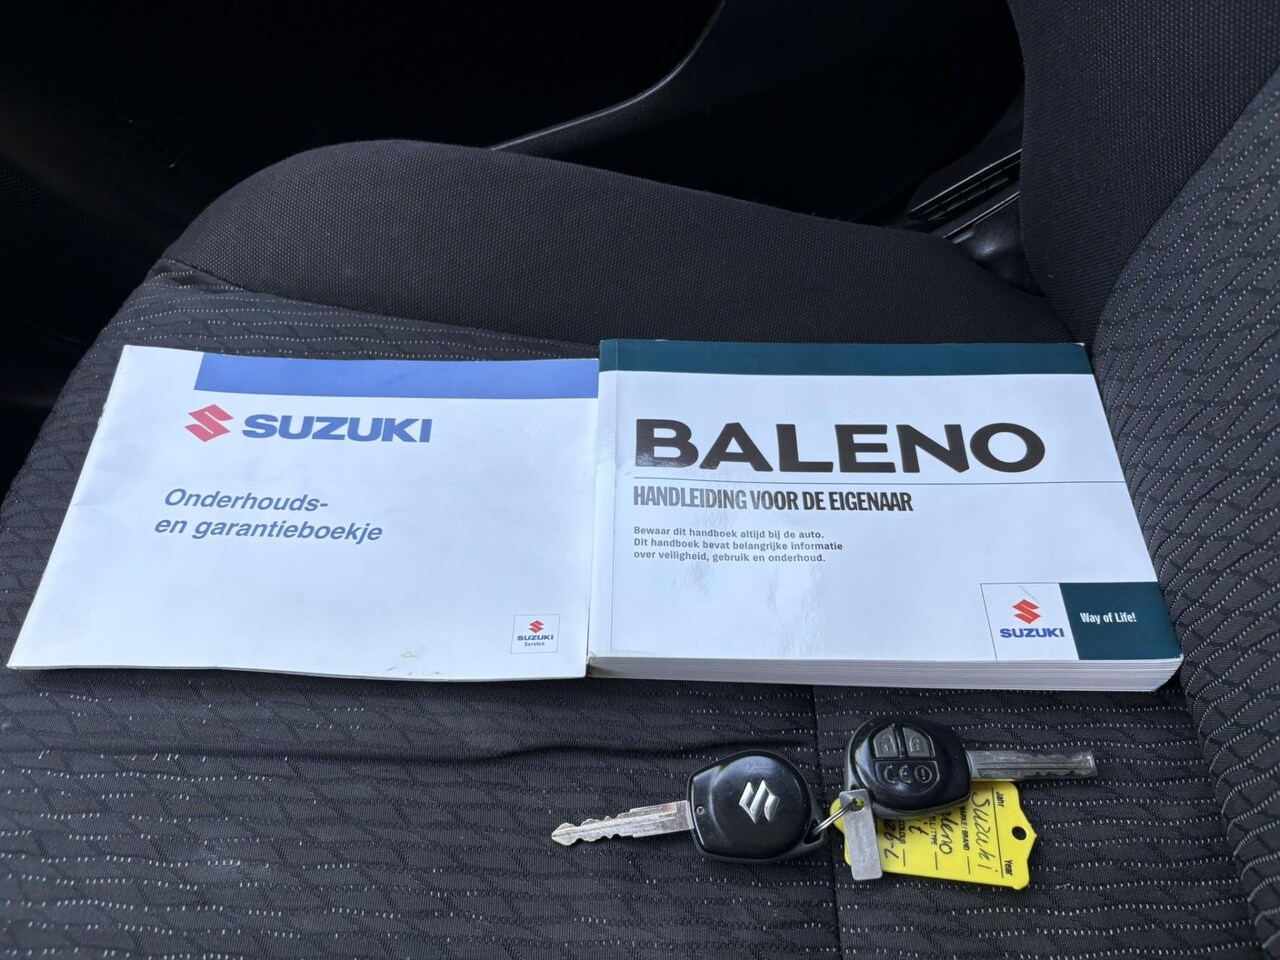 SUZUKI
Onderhouds-
en garantieboekje
SUZUKI
Service
BALENO
HANDLEIDING VOOR DE EIGENAAR
Bewaar dit handboek altijd bij de auto.
Dit handboek bevat belangrijke informatie
over veiligheid, gebruik en onderhoud.
SUZUKI
Way of Life!
Suzuki
Year